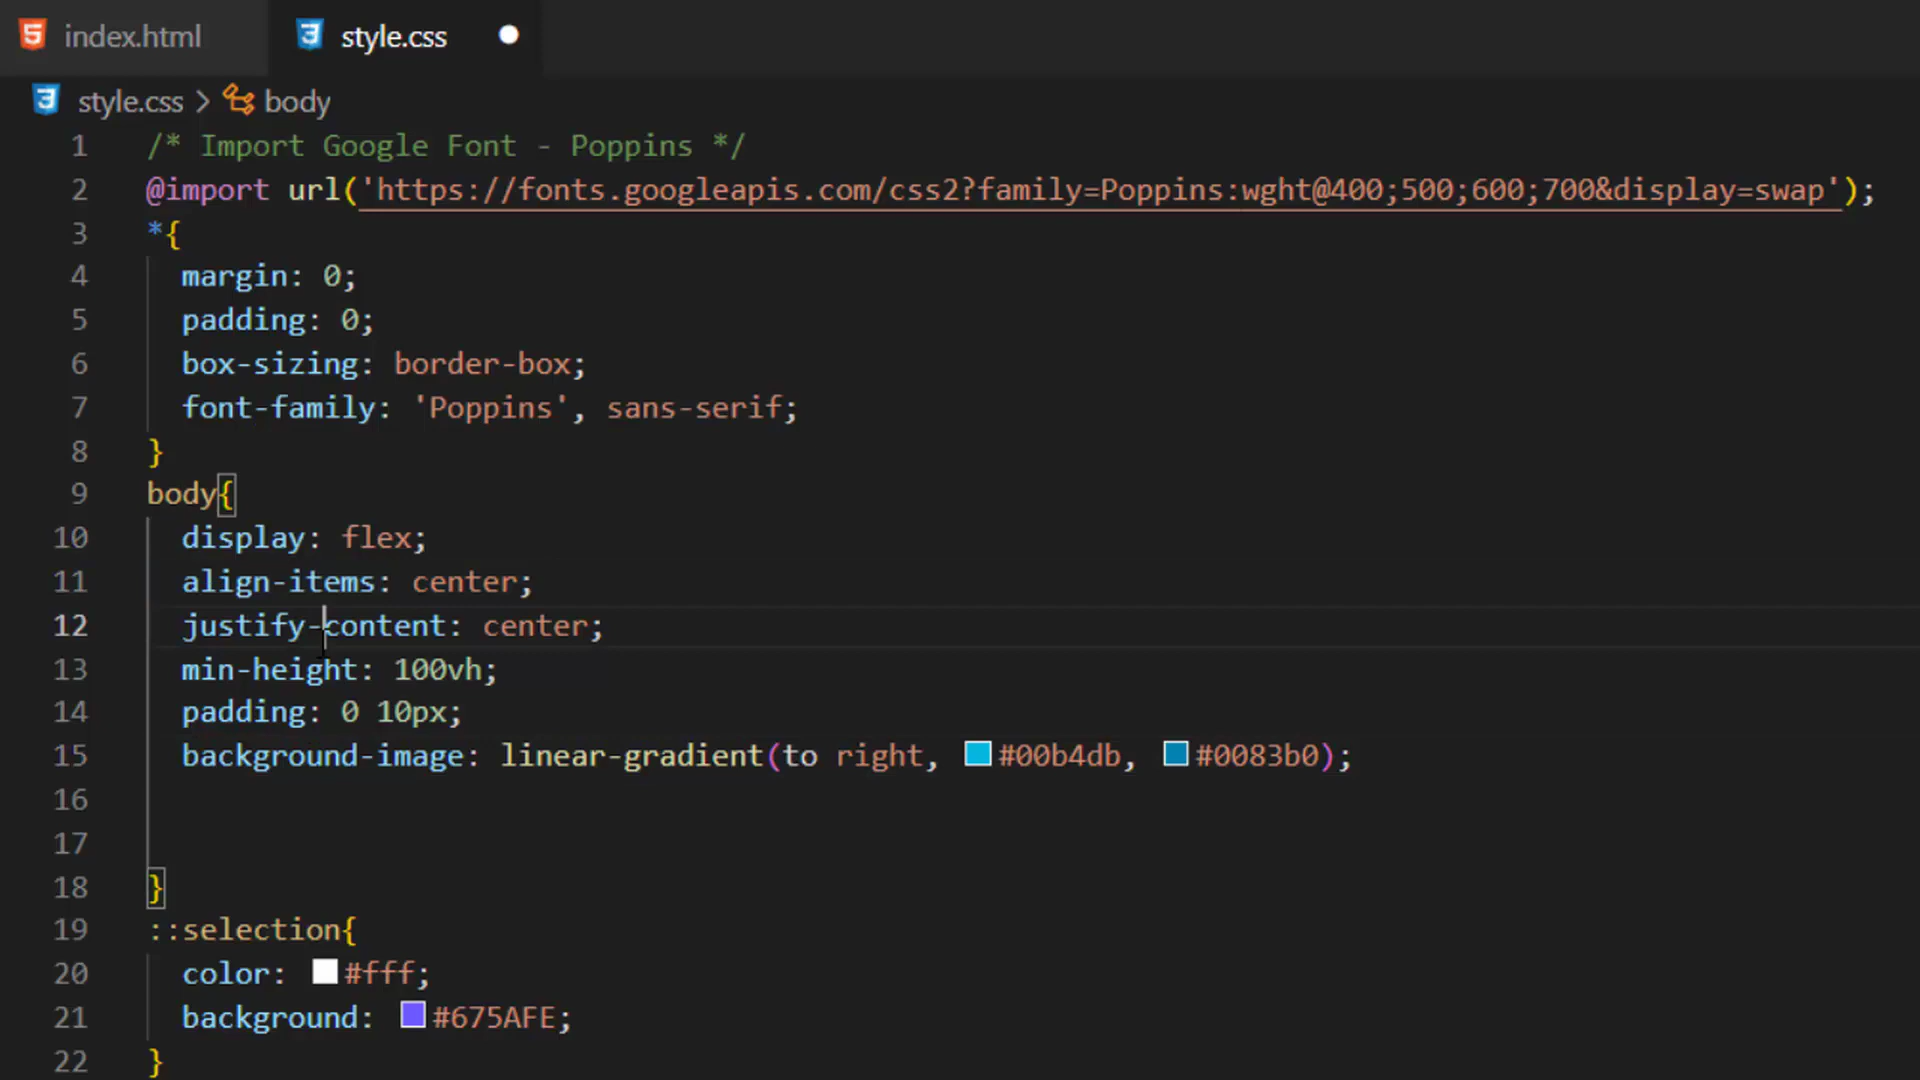 index.html
style.css
style.css > body
1 /* Import Google Font - Poppins */
2 @import url('https://fonts.googleapis.com/css2?family=Poppins:wght@400;500;600;700&display=swap');
3 *{
4 margin: 0;
5 padding: 0;
6 box-sizing: border-box;
7 font-family: 'Poppins', sans-serif;
8 }
9 body{
10 display: flex;
11 align-items: center;
12 justify-content: center;
13 min-height: 100vh;
14 padding: 0 10px;
15 background-image: linear-gradient(to right, #00b4db, #0083b0);
16
17
18 }
19 ::selection{
20 color: #fff;
21 background: #675AFE;
22 }